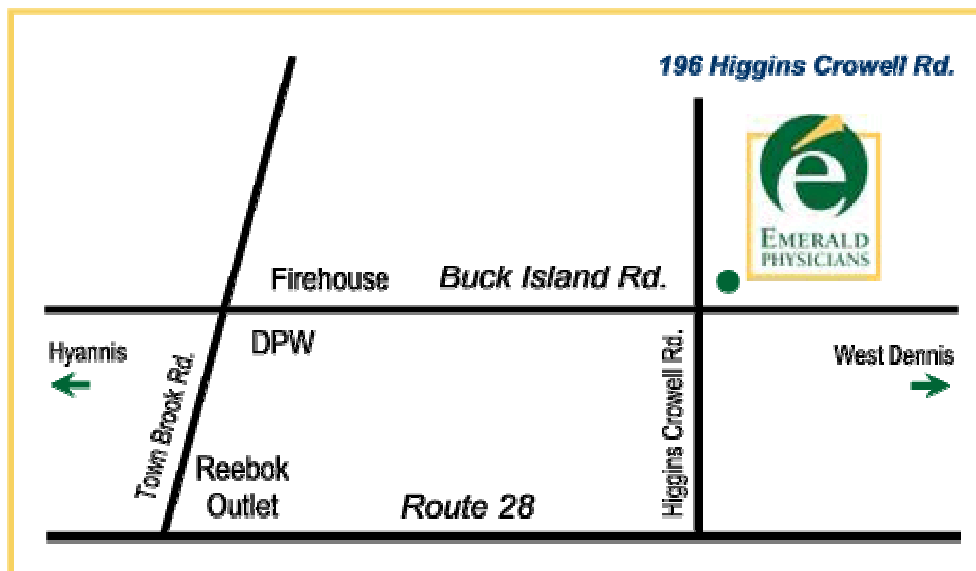 196 Higgins Crowell Rd.
é
EMERALD
PHYSICIANS
Firehouse
Buck Island Rd.
DPW
Hyannis
West Dennis
Town Brook Rd.
Higgins Crowell Rd.
Reebok
Outlet
Route 28